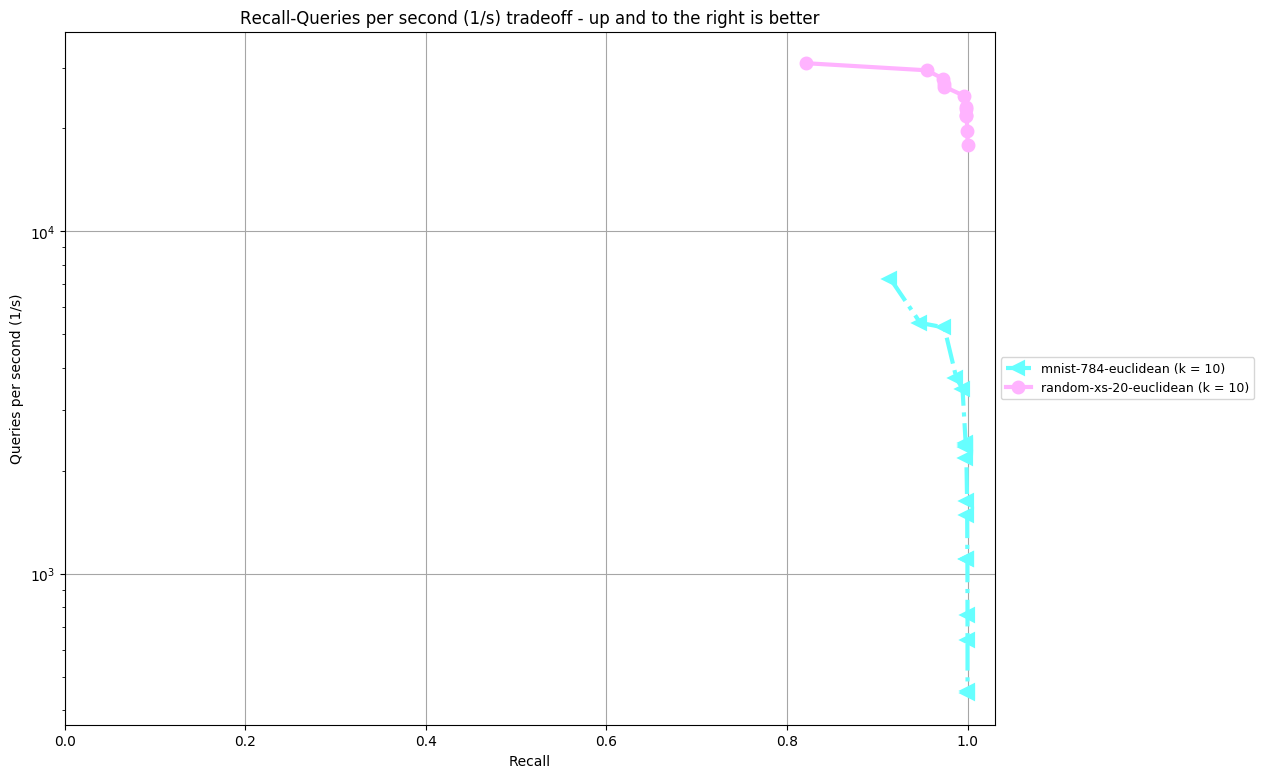 Recall-Queries per second (1/s) tradeoff - up and to the right is better
Queries per second (1/s)
10⁴
10³
0.0 0.2 0.4 0.6 0.8 1.0
Recall
mnist-784-euclidean (k = 10)
random-xs-20-euclidean (k = 10)